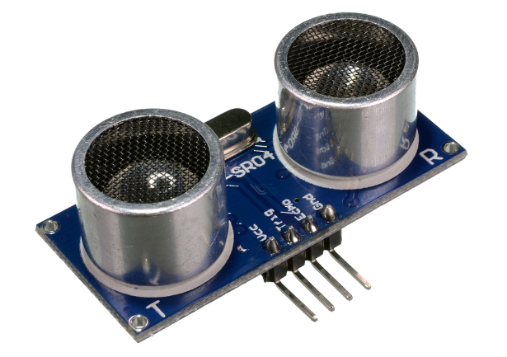 -SR04
R
Gnd
Echo
Trig
Vcc
T